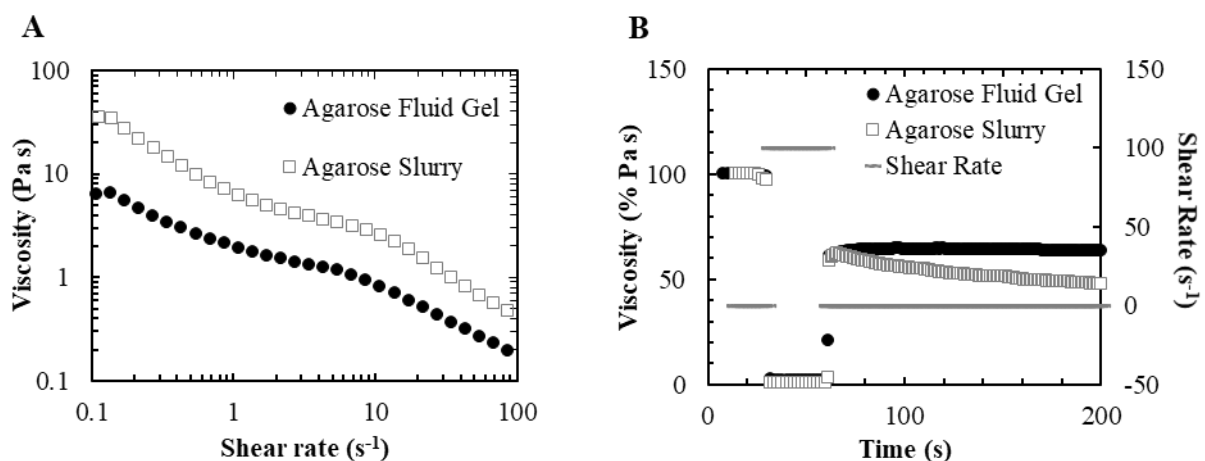 A
Viscosity (Pa s)
100
10
1
0.1
Agarose Fluid Gel
Agarose Slurry
0.1
1
10
100
Shear rate (s-1)
B
Viscosity (% Pa s)
150
100
50
0
Agarose Fluid Gel
Agarose Slurry
Shear Rate
150
100
50
0
-50
Shear Rate (s-1)
0
100
200
Time (s)